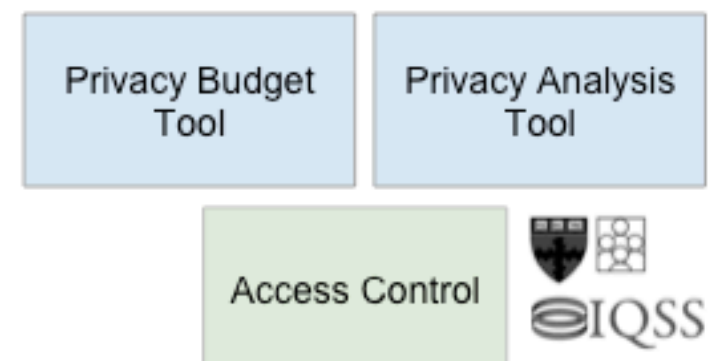 Privacy Budget
Tool
Privacy Analysis
Tool
Access Control
IQSS